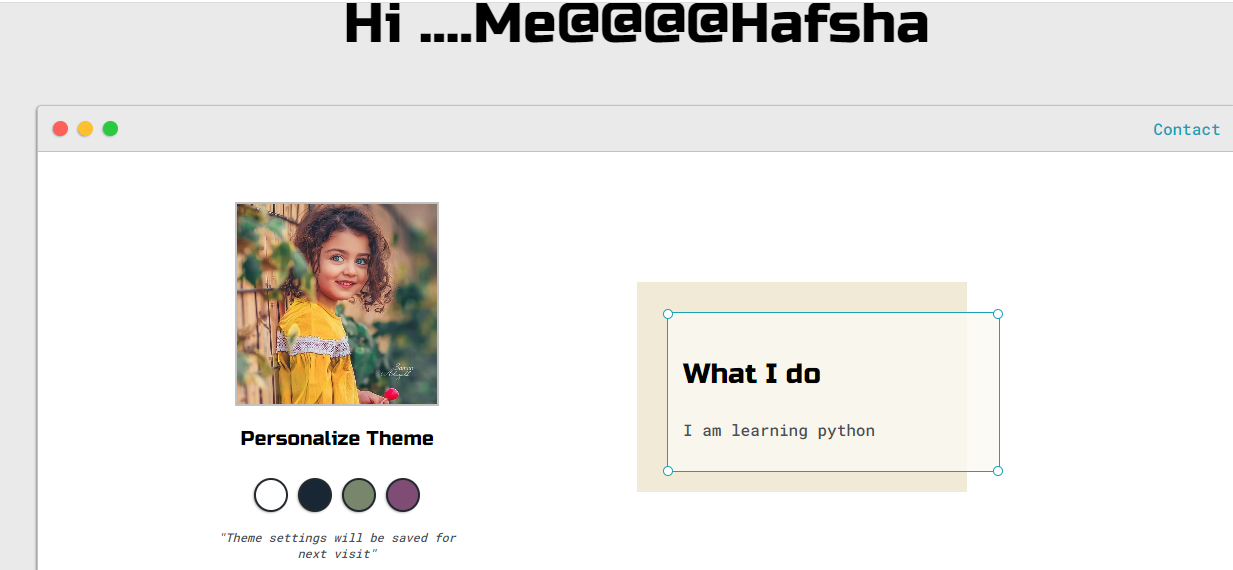 Hi ....Me@@@@Hafsha
Contact
Personalize Theme
"Theme settings will be saved for
next visit"
What I do
I am learning python